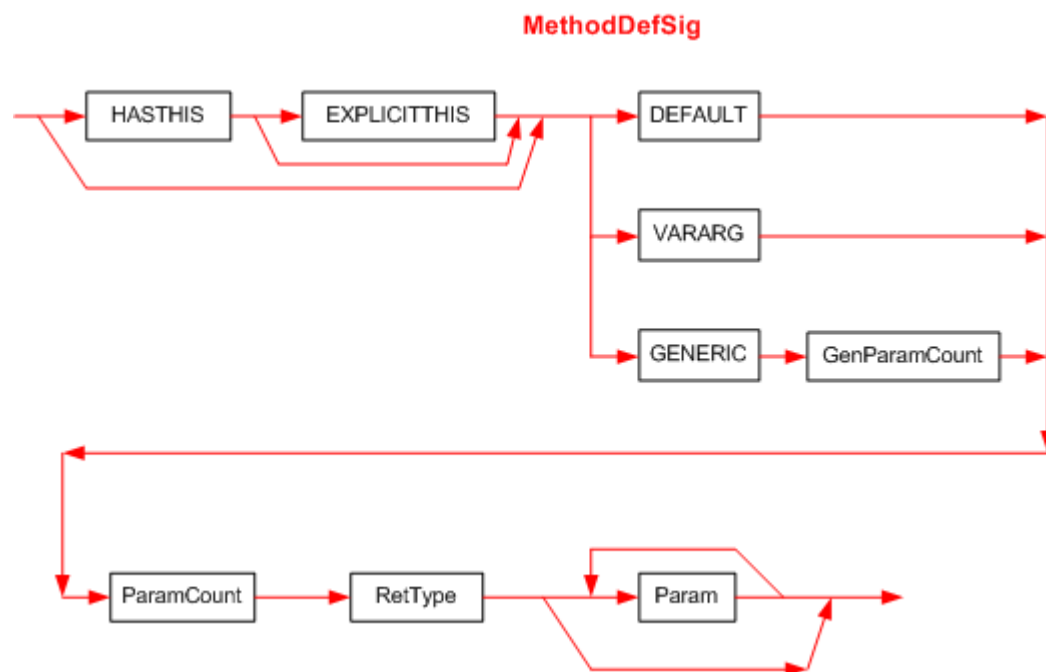 MethodDefSig
HASTHIS
EXPLICITTHIS
DEFAULT
VARARG
GENERIC
GenParamCount
ParamCount
RetType
Param